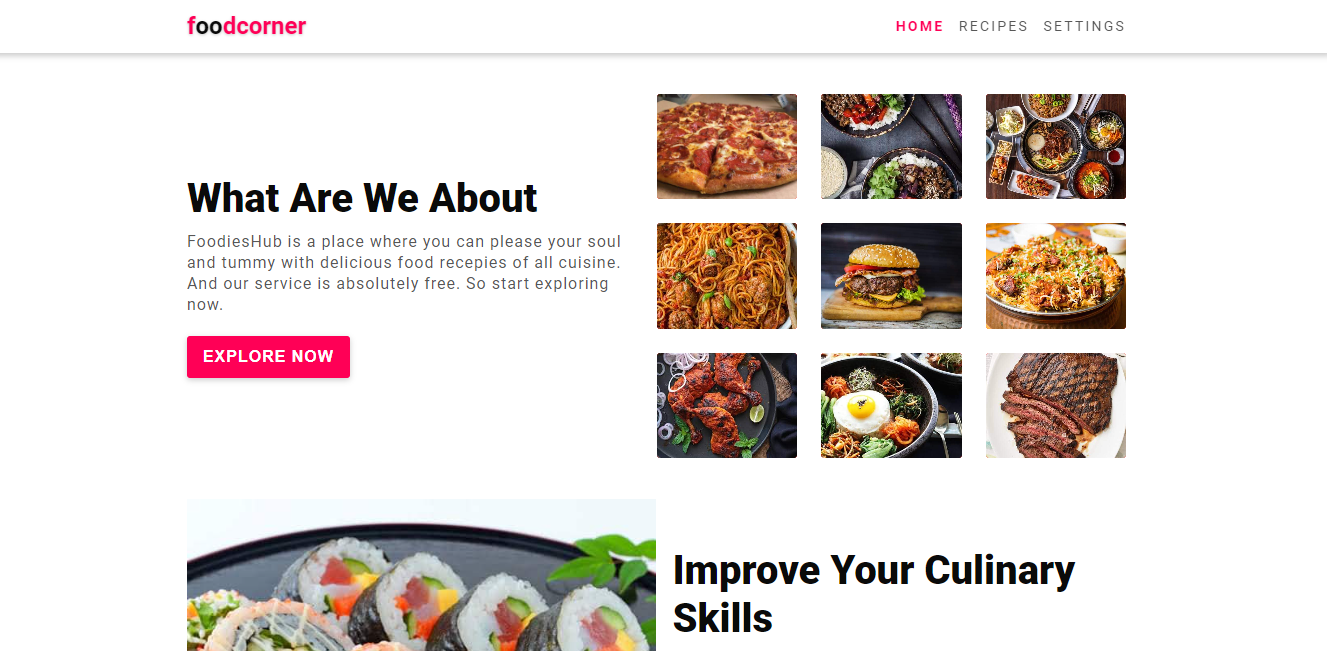 foodcorner
HOME RECIPES SETTINGS
What Are We About
FoodiesHub is a place where you can please your soul
and tummy with delicious food recepies of all cuisine.
And our service is absolutely free. So start exploring
now.
EXPLORE NOW
Improve Your Culinary
Skills